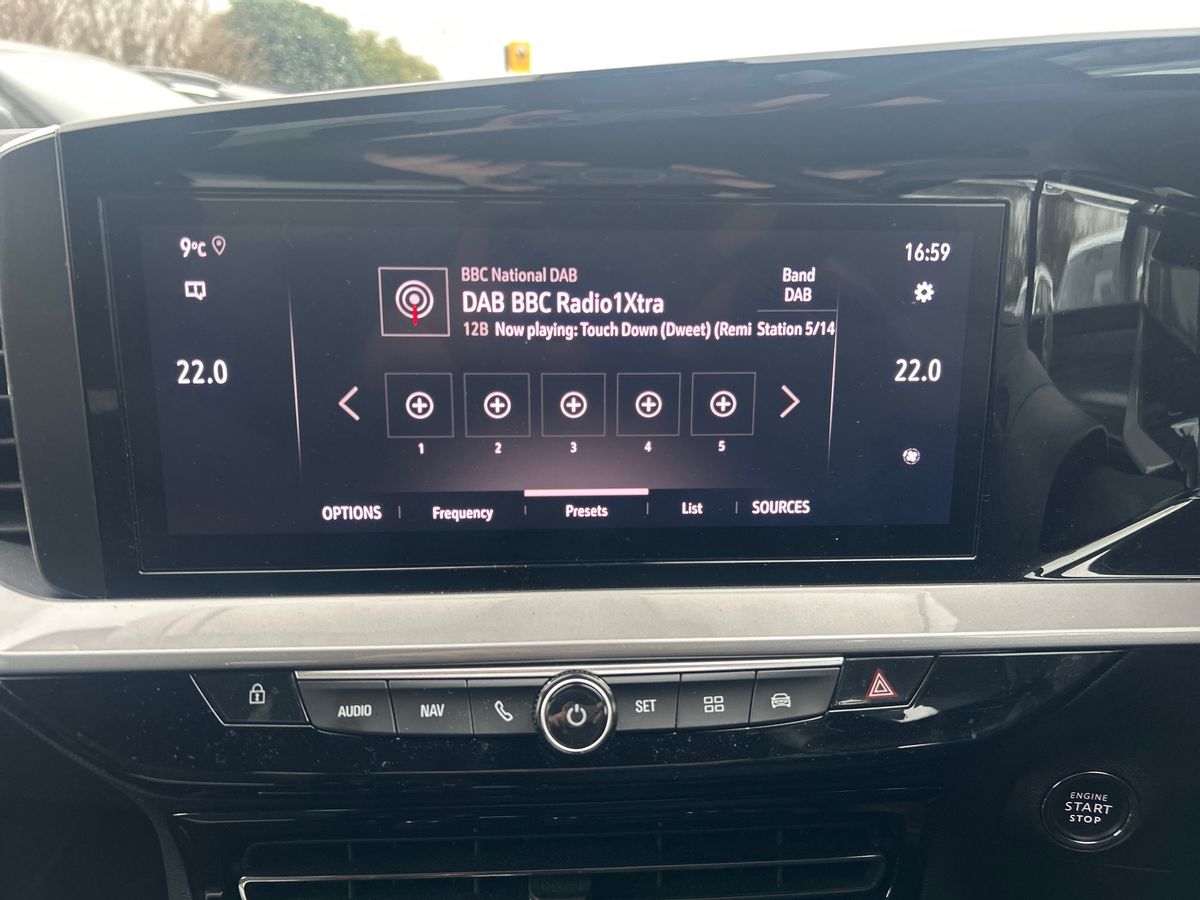 9°C
16:59
BBC National DAB
DAB BBC Radio1Xtra
12B Now playing: Touch Down (Dweet) (Remi
Band
DAB
Station 5/14
22.0
22.0
1 2 3 4 5
OPTIONS Frequency Presets List SOURCES
AUDIO NAV SET
ENGINE
START
STOP